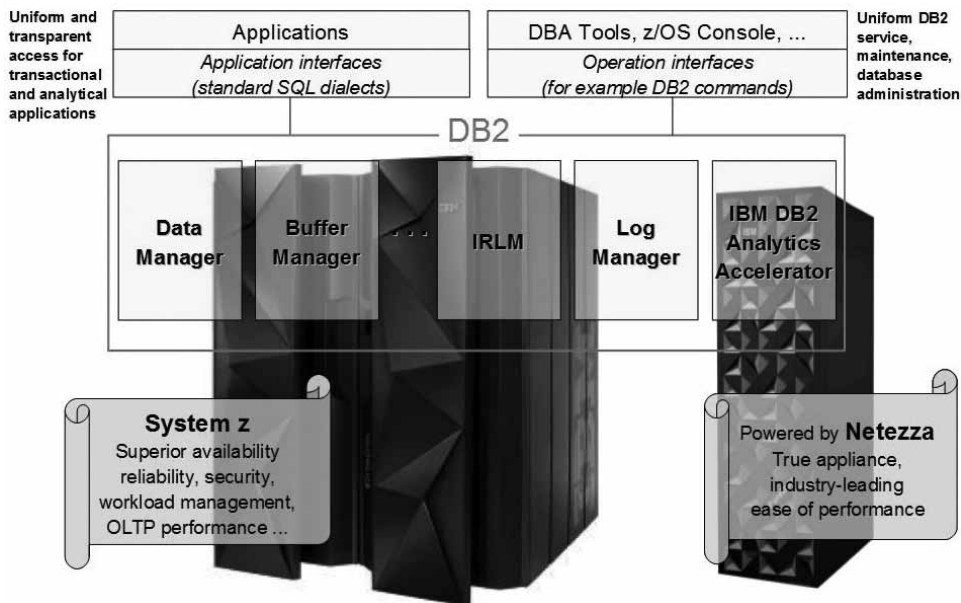 Uniform and
transparent
access for
transactional
and analytical
applications
Applications
Application interfaces
(standard SQL dialects)
DBA Tools, z/OS Console, ...
Operation interfaces
(for example DB2 commands)
Uniform DB2
service,
maintenance,
database
administration
DB2
Data
Manager
Buffer
Manager
...
IBM
IRLM
Log
Manager
IBM DB2
Analytics
Accelerator
System z
Superior availability
reliability, security,
workload management,
OLTP performance ...
Powered by Netezza
True appliance,
industry-leading
ease of performance